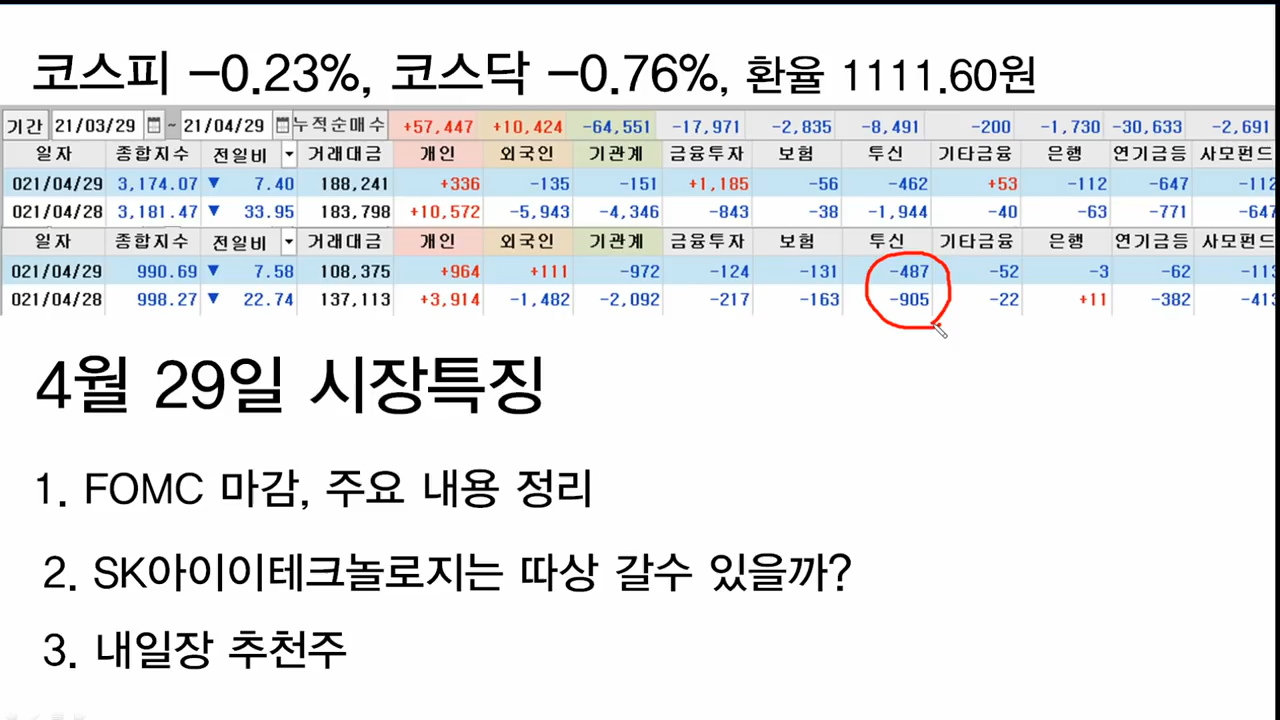 코스피 -0.23%, 코스닥 -0.76%, 환율 1111.60원
기간 21/03/29 ~ 21/04/29 누적순매수 +57,447 +10,424 -64,551 -17,971 -2,835 -8,491 -200 -1,730 -30,633 -2,691
일자 종합지수 전일비 거래대금 개인 외국인 기관계 금융투자 보험 투신 기타금융 은행 연기금등 사모펀드
021/04/29 3,174.07 ▼ 7.40 188,241 +336 -135 -151 +1,185 -56 -462 +53 -112 -647 -112
021/04/28 3,181.47 ▼ 33.95 183,798 +10,572 -5,943 -4,346 -843 -38 -1,944 -40 -63 -771 -647
일자 종합지수 전일비 거래대금 개인 외국인 기관계 금융투자 보험 투신 기타금융 은행 연기금등 사모펀드
021/04/29 990.69 ▼ 7.58 108,375 +964 +111 -972 -124 -131 -487 -52 -3 -62 -113
021/04/28 998.27 ▼ 22.74 137,113 +3,914 -1,482 -2,092 -217 -163 -905 -22 +11 -382 -413
4월 29일 시장특징
1. FOMC 마감, 주요 내용 정리
2. SK아이이테크놀로지는 따상 갈수 있을까?
3. 내일장 추천주